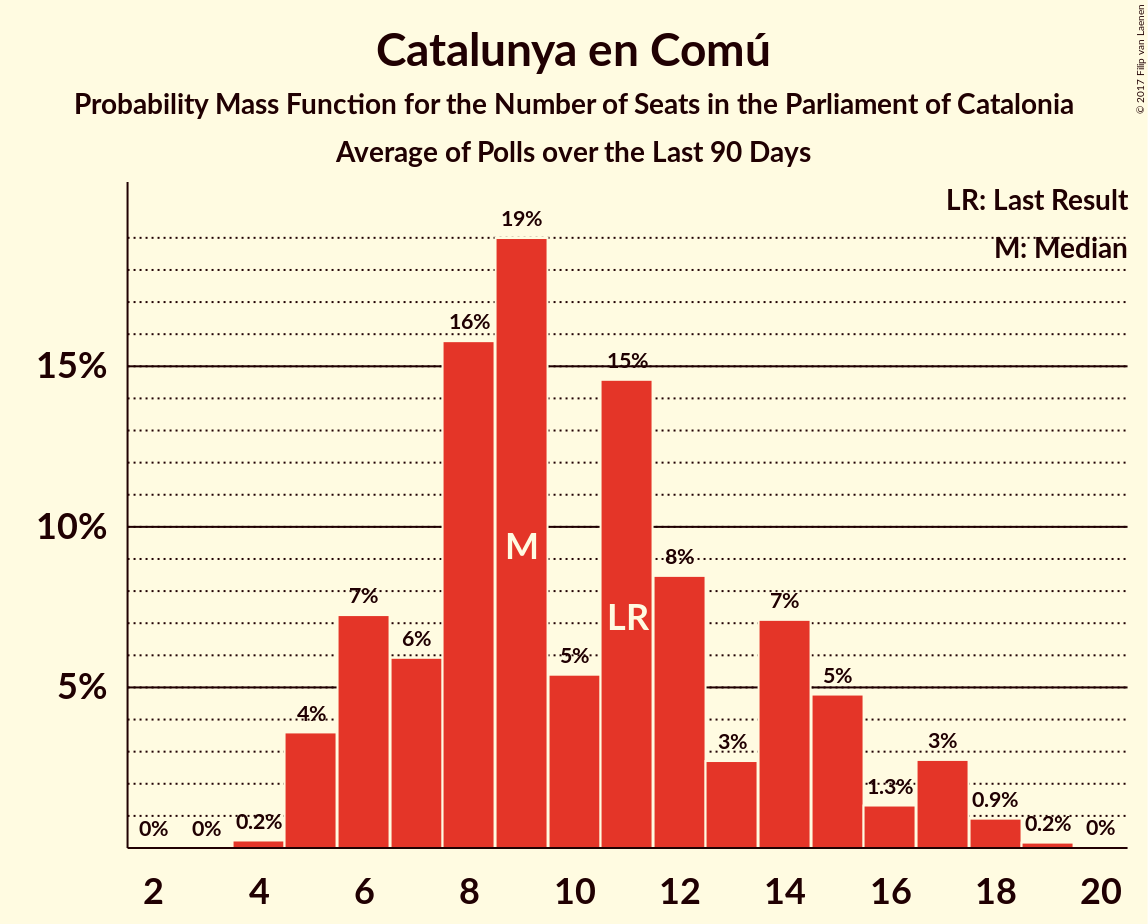 Catalunya en Comú
Probability Mass Function for the Number of Seats in the Parliament of Catalonia
Average of Polls over the Last 90 Days
© 2017 Filip van Laenen
LR: Last Result
M: Median
19%
16%
15%
15%
10%
M
8%
7%
7%
LR
6%
5%
5%
5%
4%
3%
3%
1.3%
0.9%
0.2%
0.2%
0%
0%
0%
2 4 6 8 10 12 14 16 18 20